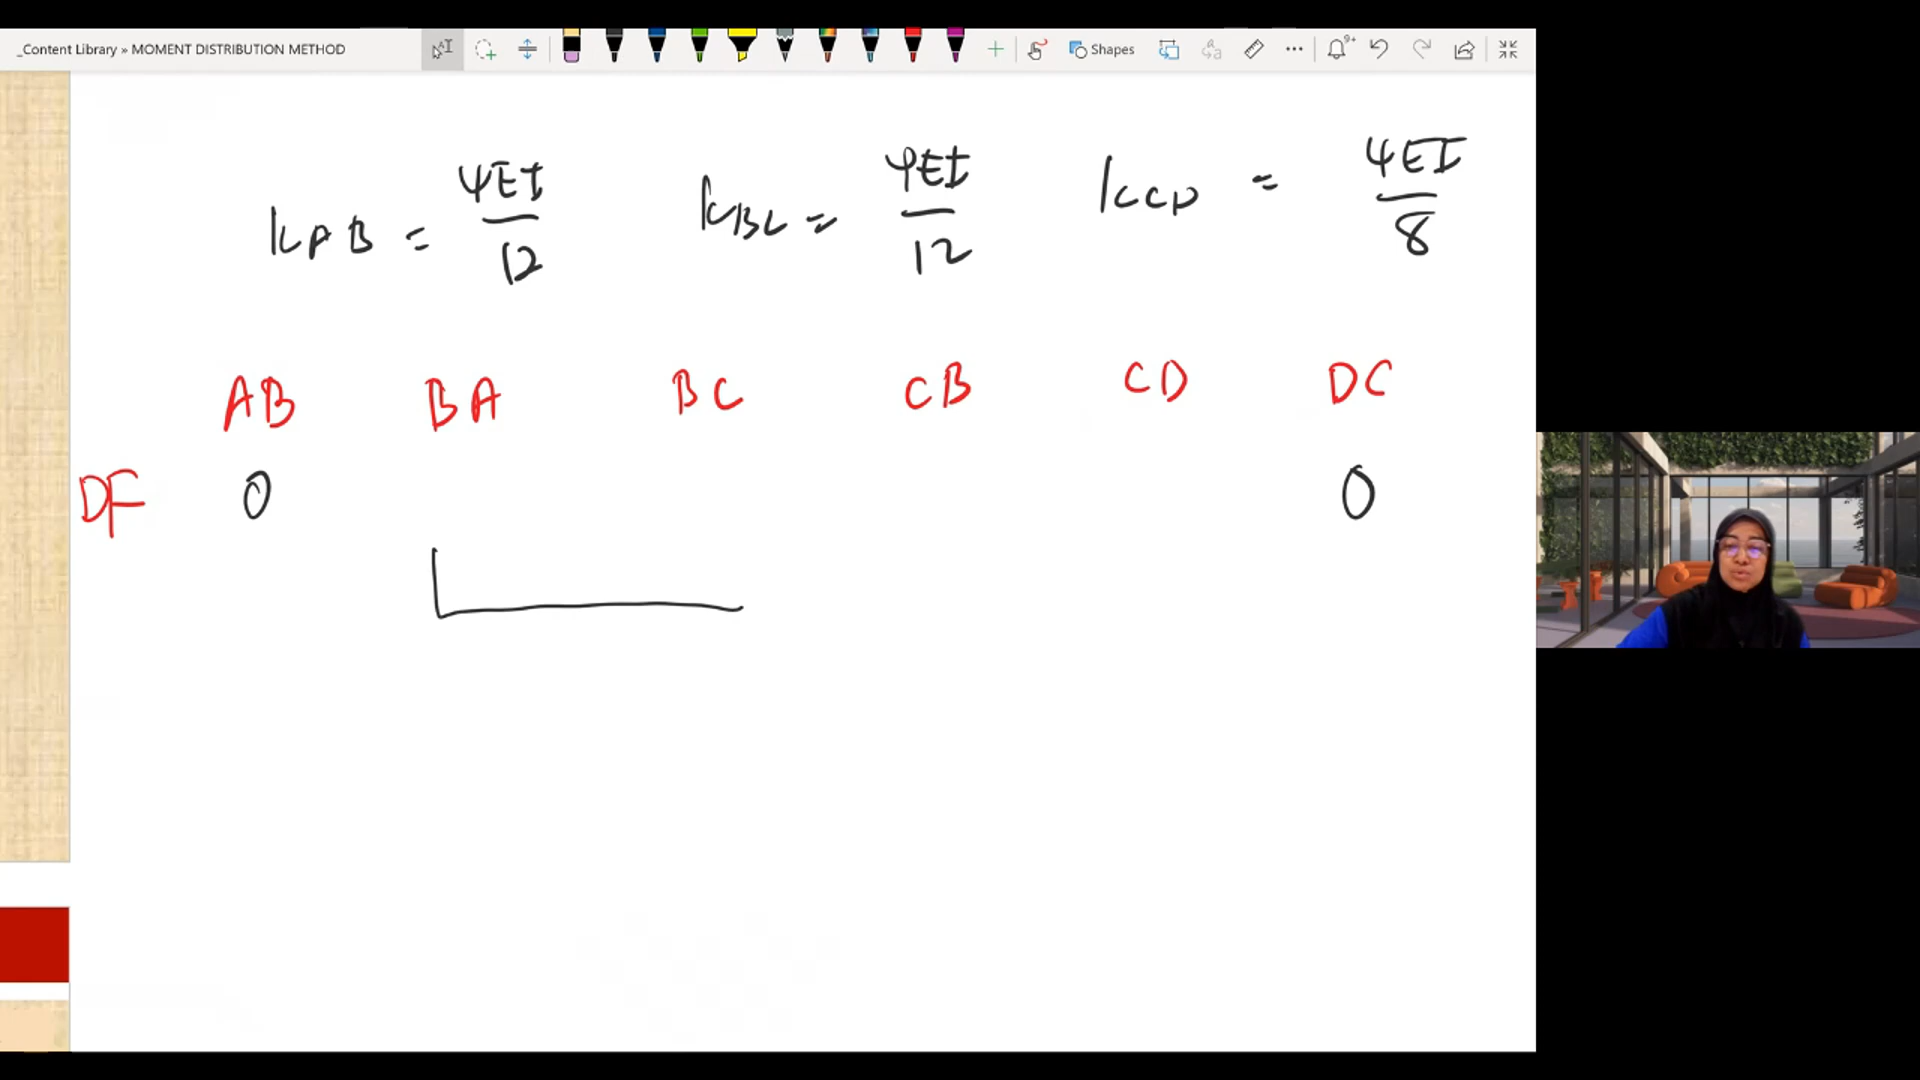 _Content Library » MOMENT DISTRIBUTION METHOD
Shapes
9+
KAB = 4EI/12 KBC = 4EI/12 KCD = 4EI/8
AB BA BC CB CD DC
DF 0 0